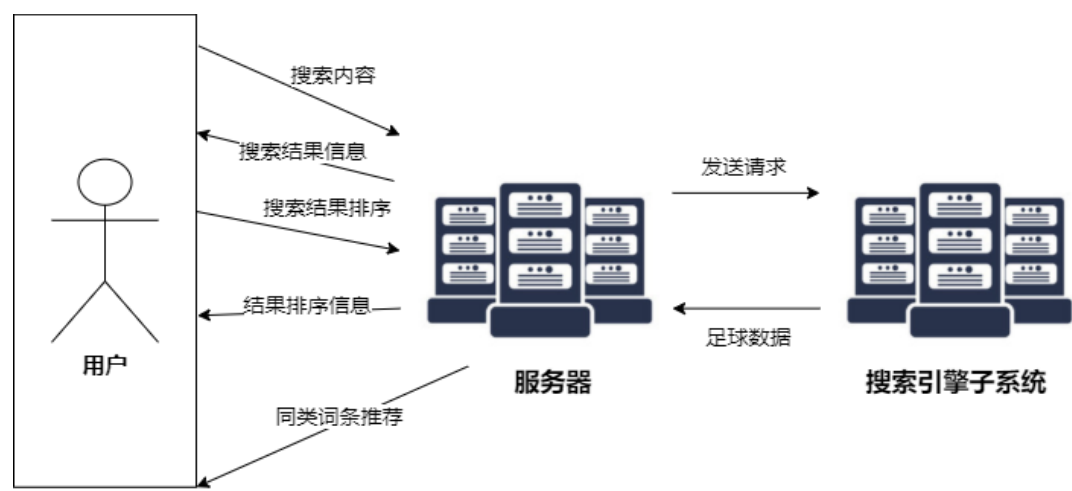 搜索内容
搜索结果信息
搜索结果排序
结果排序信息
同类词条推荐
用户
发送请求
足球数据
服务器
搜索引擎子系统